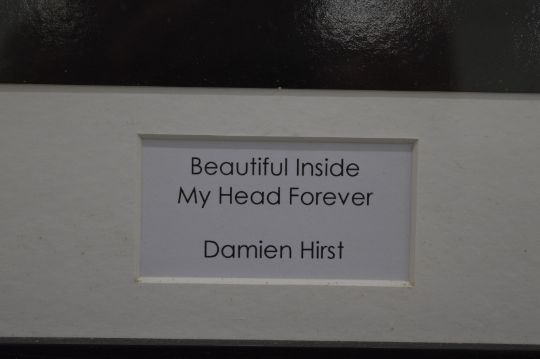 Beautiful Inside
My Head Forever
Damien Hirst